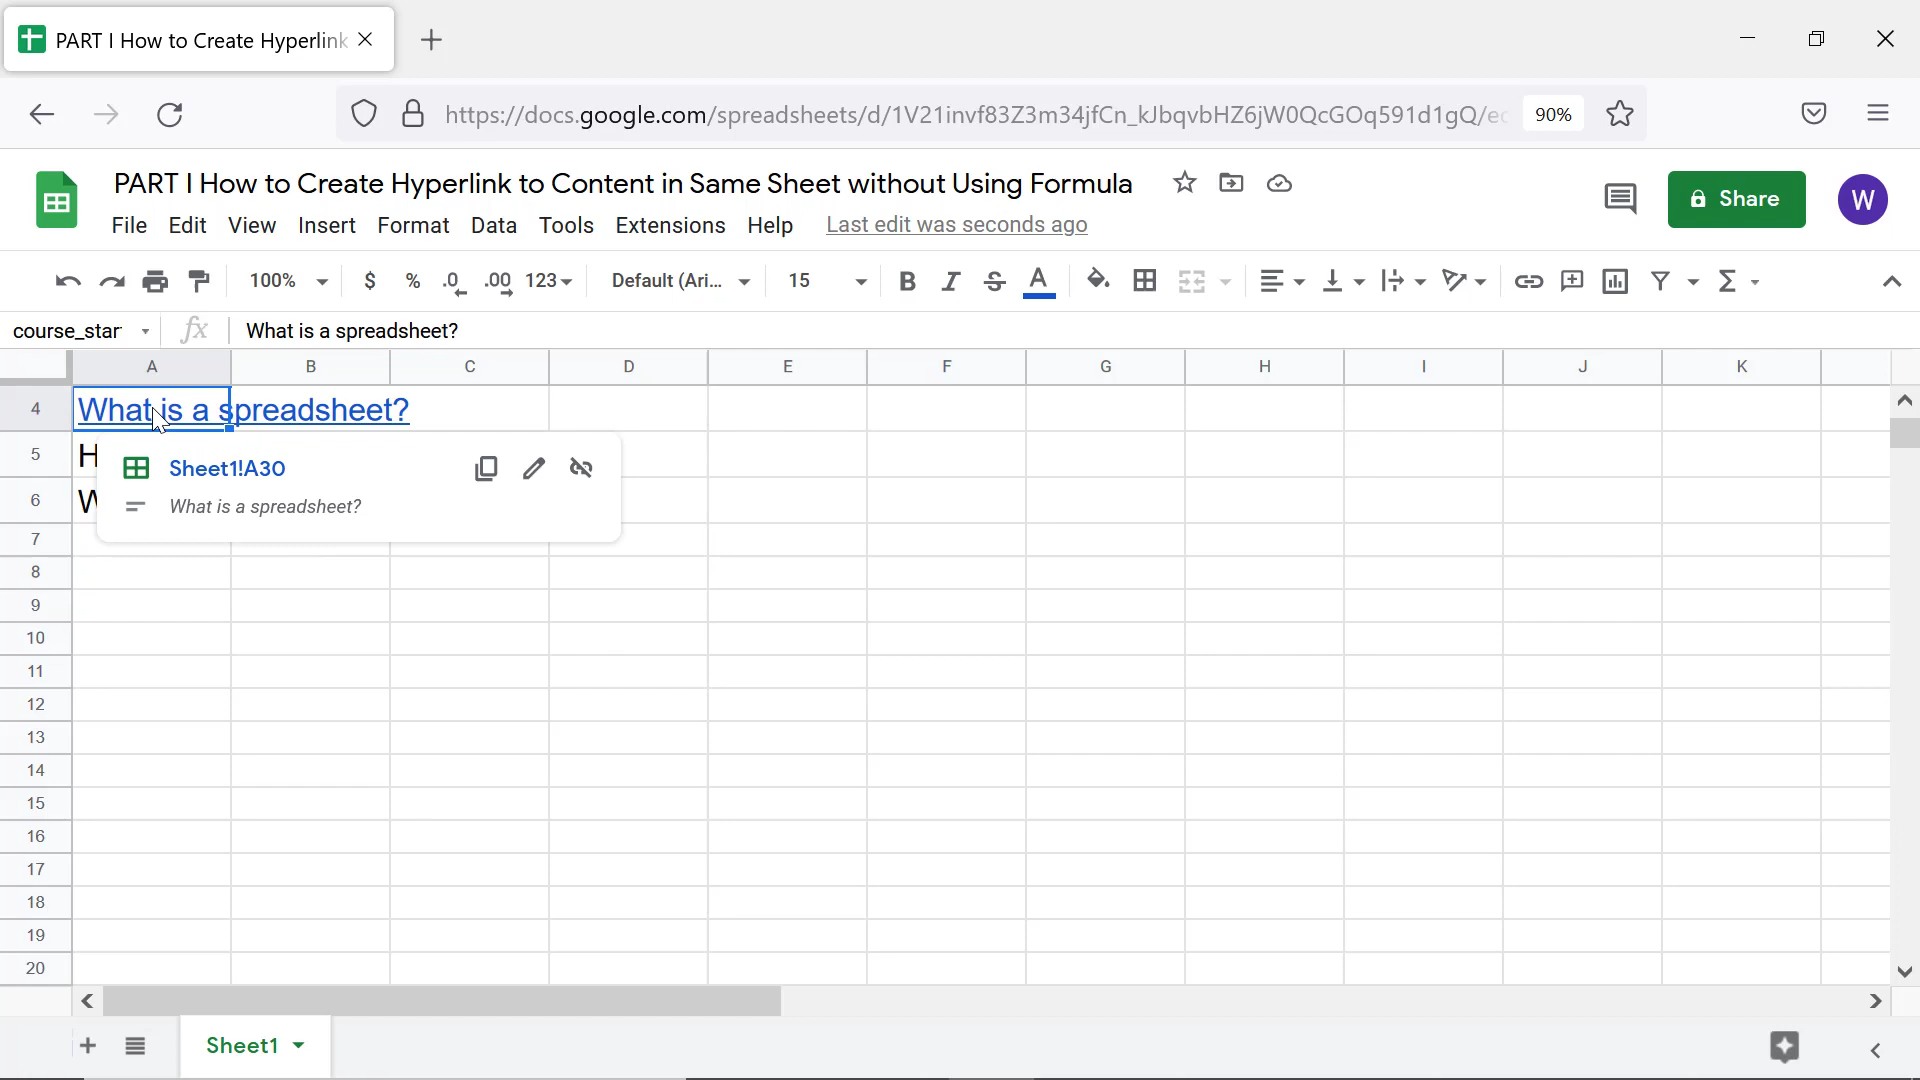 PART I How to Create Hyperlink
https://docs.google.com/spreadsheets/d/1V21invf83Z3m34jfCn_kJbqvbHZ6jW0QcGOq591d1gQ/ed 90%
PART I How to Create Hyperlink to Content in Same Sheet without Using Formula
Share
W
File Edit View Insert Format Data Tools Extensions Help Last edit was seconds ago
100% $ % .0 .00 123 Default (Ari... 15 B I S A Σ
course_star fx What is a spreadsheet?
A B C D E F G H I J K
4 What is a spreadsheet?
5 H
Sheet1!A30
6 W
What is a spreadsheet?
7
8
9
10
11
12
13
14
15
16
17
18
19
20
Sheet1